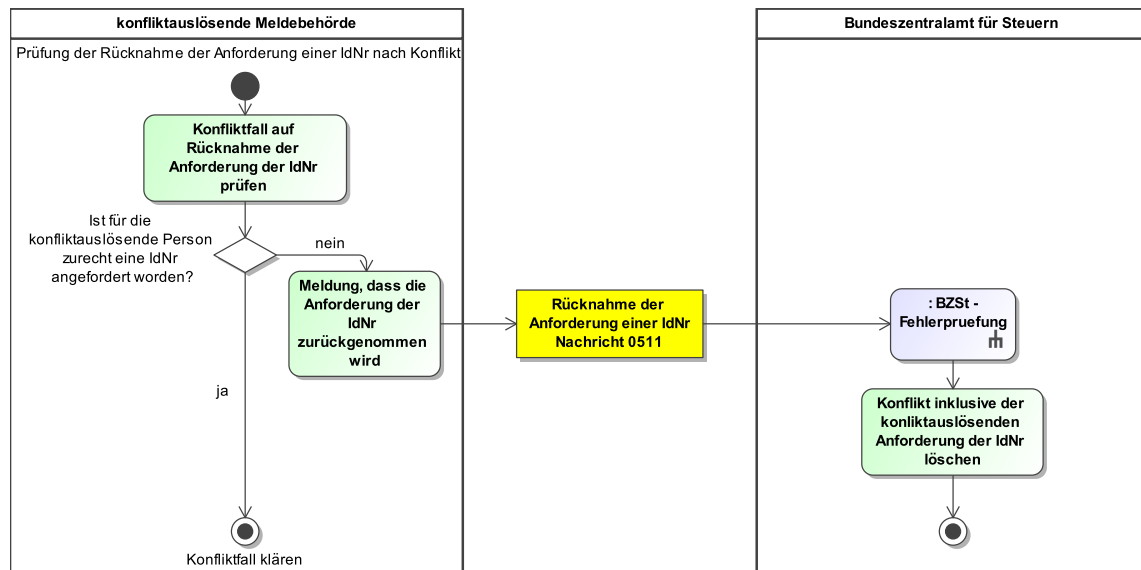 konfliktauslösende Meldebehörde
Bundeszentralamt für Steuern
Prüfung der Rücknahme der Anforderung einer IdNr nach Konflikt
Konfliktfall auf
Rücknahme der
Anforderung der IdNr
prüfen
Ist für die
konfliktauslösende Person
zurecht eine IdNr
angefordert worden?
nein
Meldung, dass die
Anforderung der
IdNr
zurückgenommen
wird
Rücknahme der
Anforderung einer IdNr
Nachricht 0511
: BZSt -
Fehlerpruefung
ja
Konflikt inklusive der
konliktauslösenden
Anforderung der IdNr
löschen
Konfliktfall klären